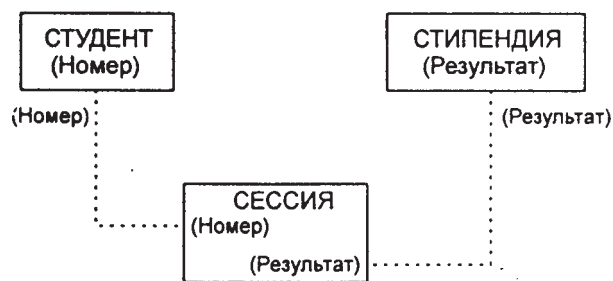 СТУДЕНТ
(Номер)
СТИПЕНДИЯ
(Результат)
(Номер)
(Результат)
СЕССИЯ
(Номер)
(Результат)